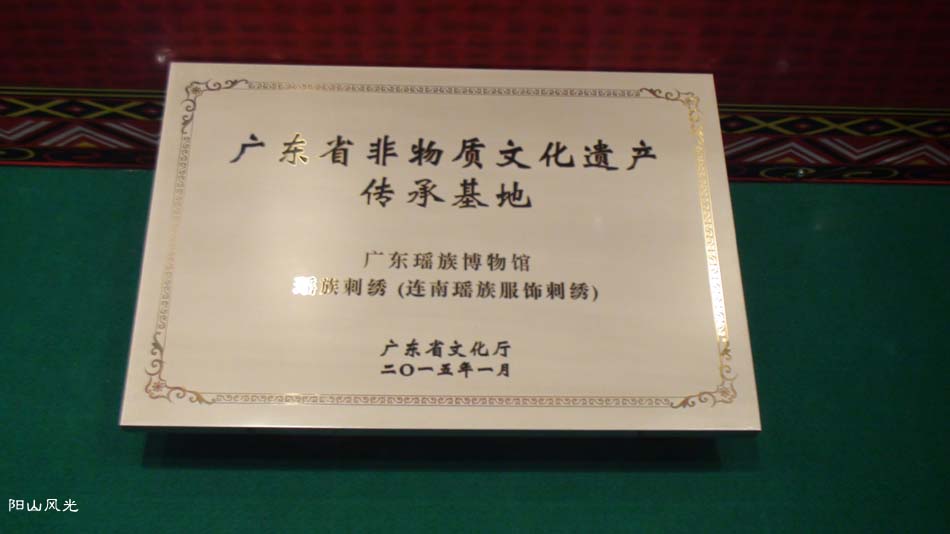 广东省非物质文化遗产
传承基地
广东瑶族博物馆
瑶族刺绣 (连南瑶族服饰刺绣)
广东省文化厅
二〇一五年一月
阳山风光